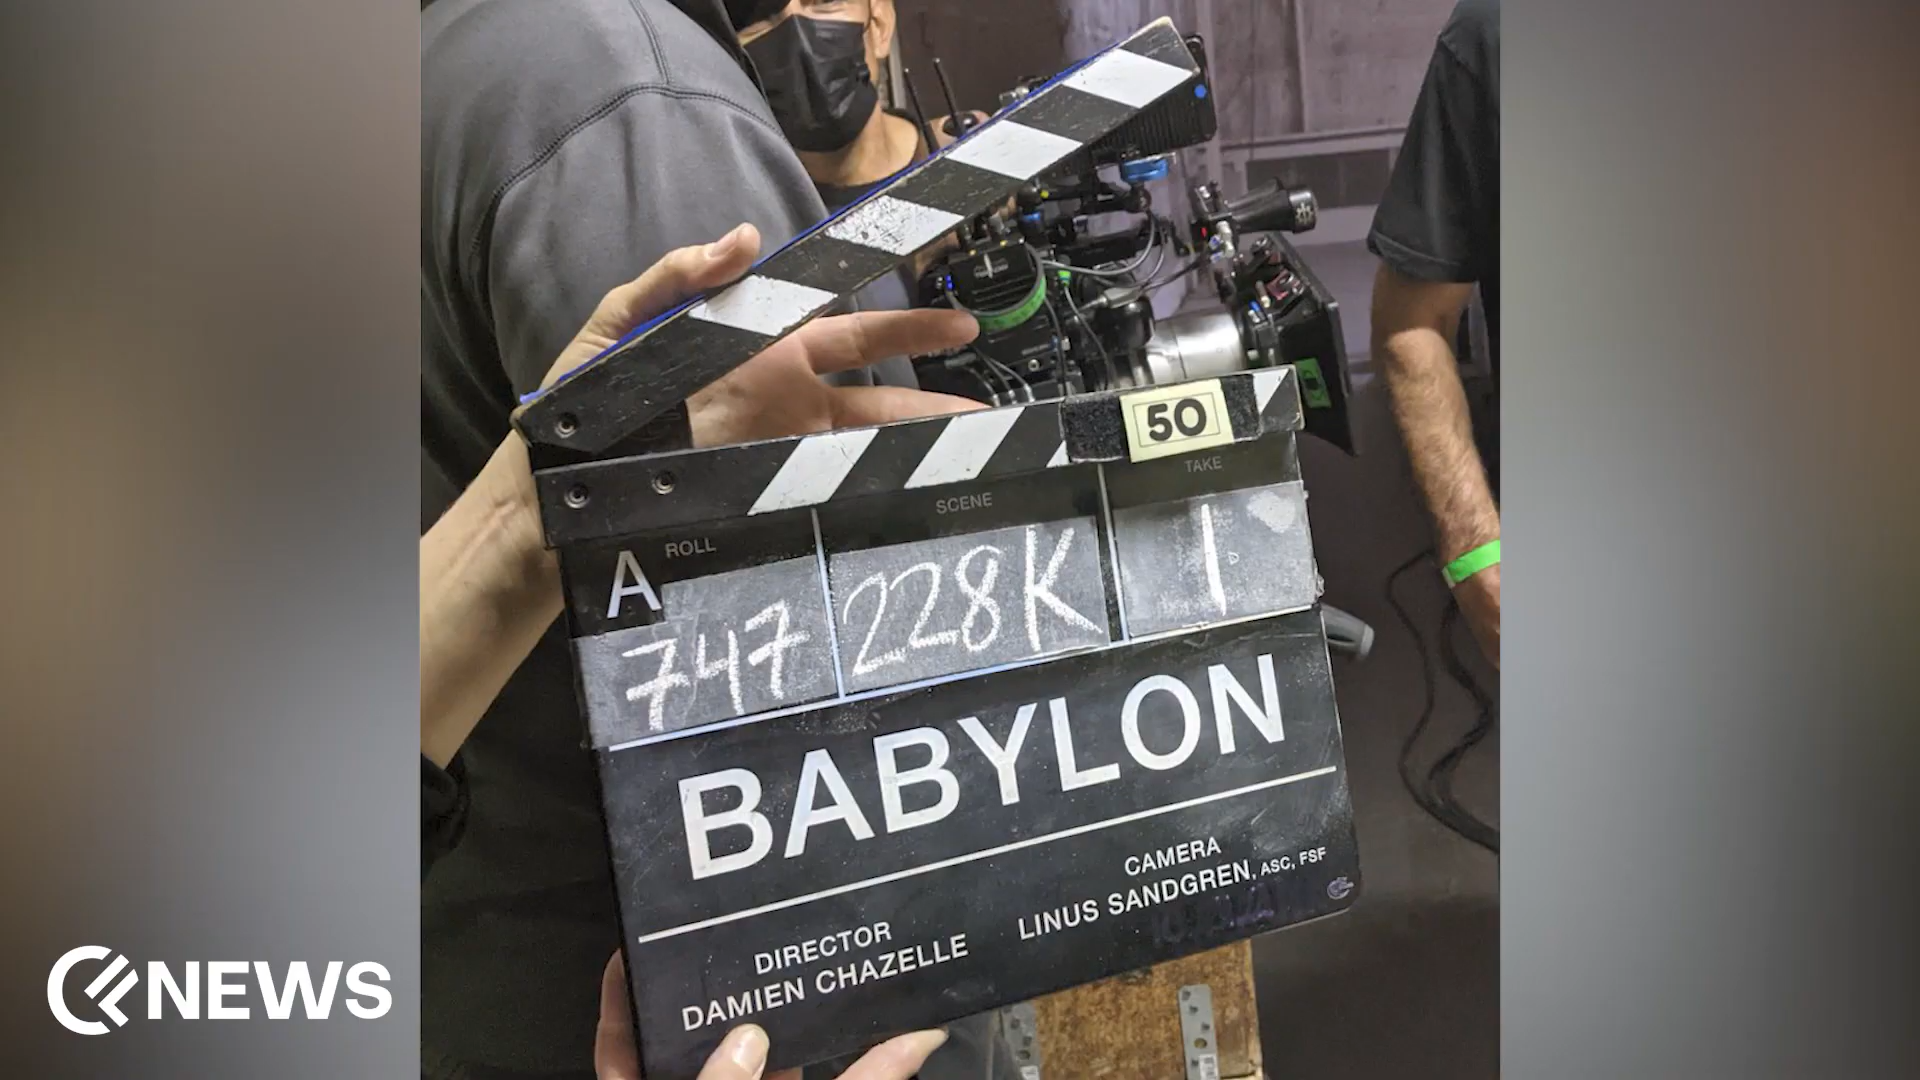 50
SCENE
TAKE
ROLL
A
747
228K
1
BABYLON
DIRECTOR
DAMIEN CHAZELLE
CAMERA
LINUS SANDGREN, ASC, FSF
NEWS